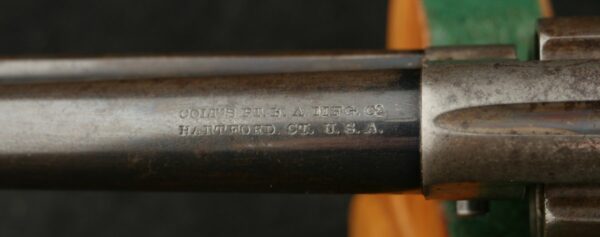 COLT'S PT. F. A. MFG. Co
HARTFORD, CT. U.S.A.